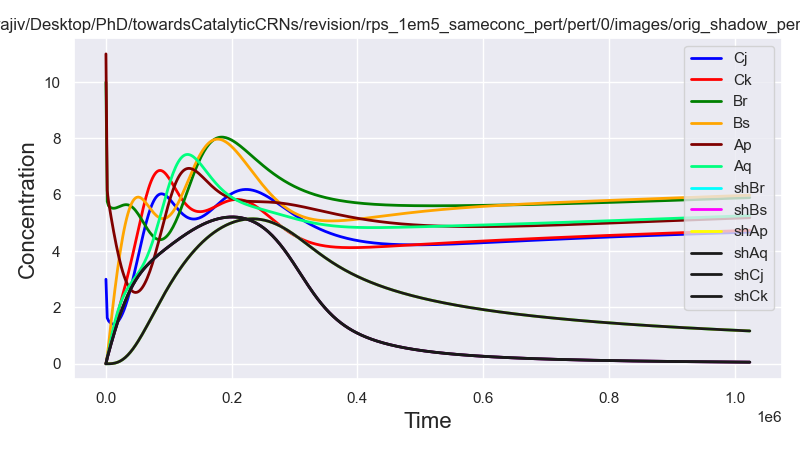 rajiv/Desktop/PhD/towardsCatalyticCRNs/revision/rps_1em5_sameconc_pert/pert/0/images/orig_shadow_per
Concentration
10
8
6
4
2
0
0.0 0.2 0.4 0.6 0.8 1.0
1e6
Time
Cj
Ck
Br
Bs
Ap
Aq
shBr
shBs
shAp
shAq
shCj
shCk